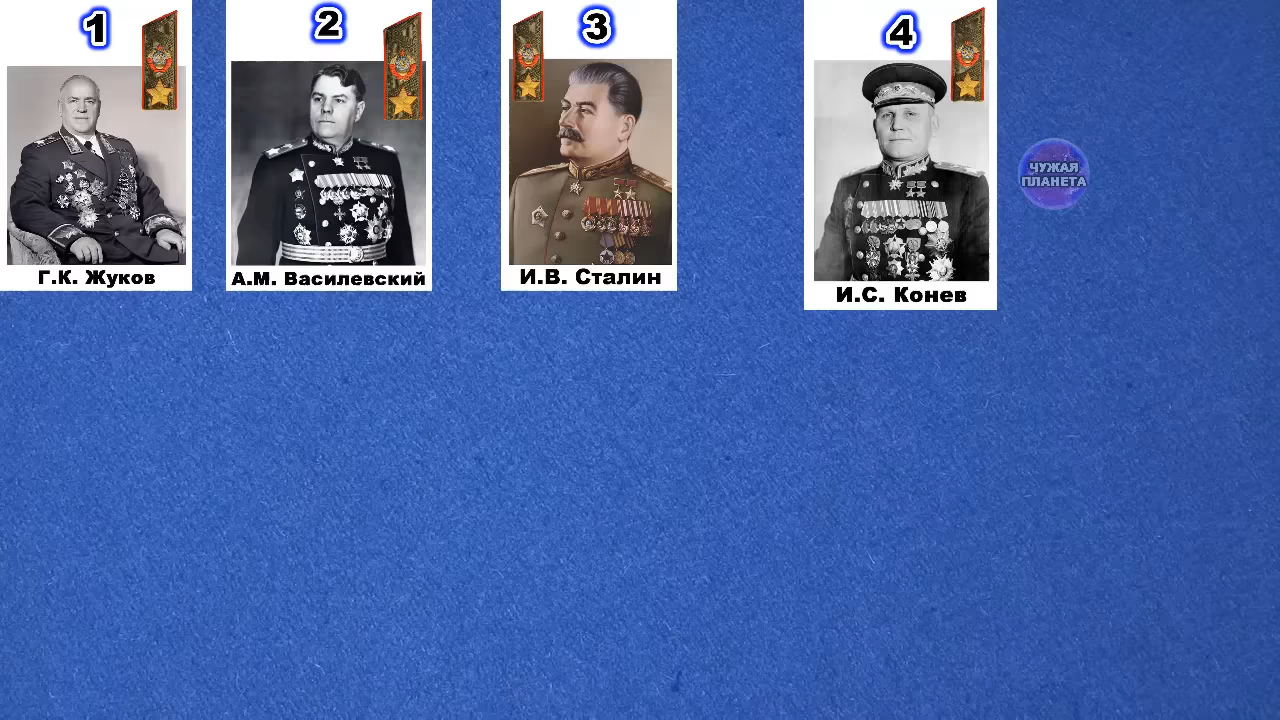 1
2
3
4
Г.К. Жуков
А.М. Василевский
И.В. Сталин
И.С. Конев
ЧУЖАЯ
ПЛАНЕТА